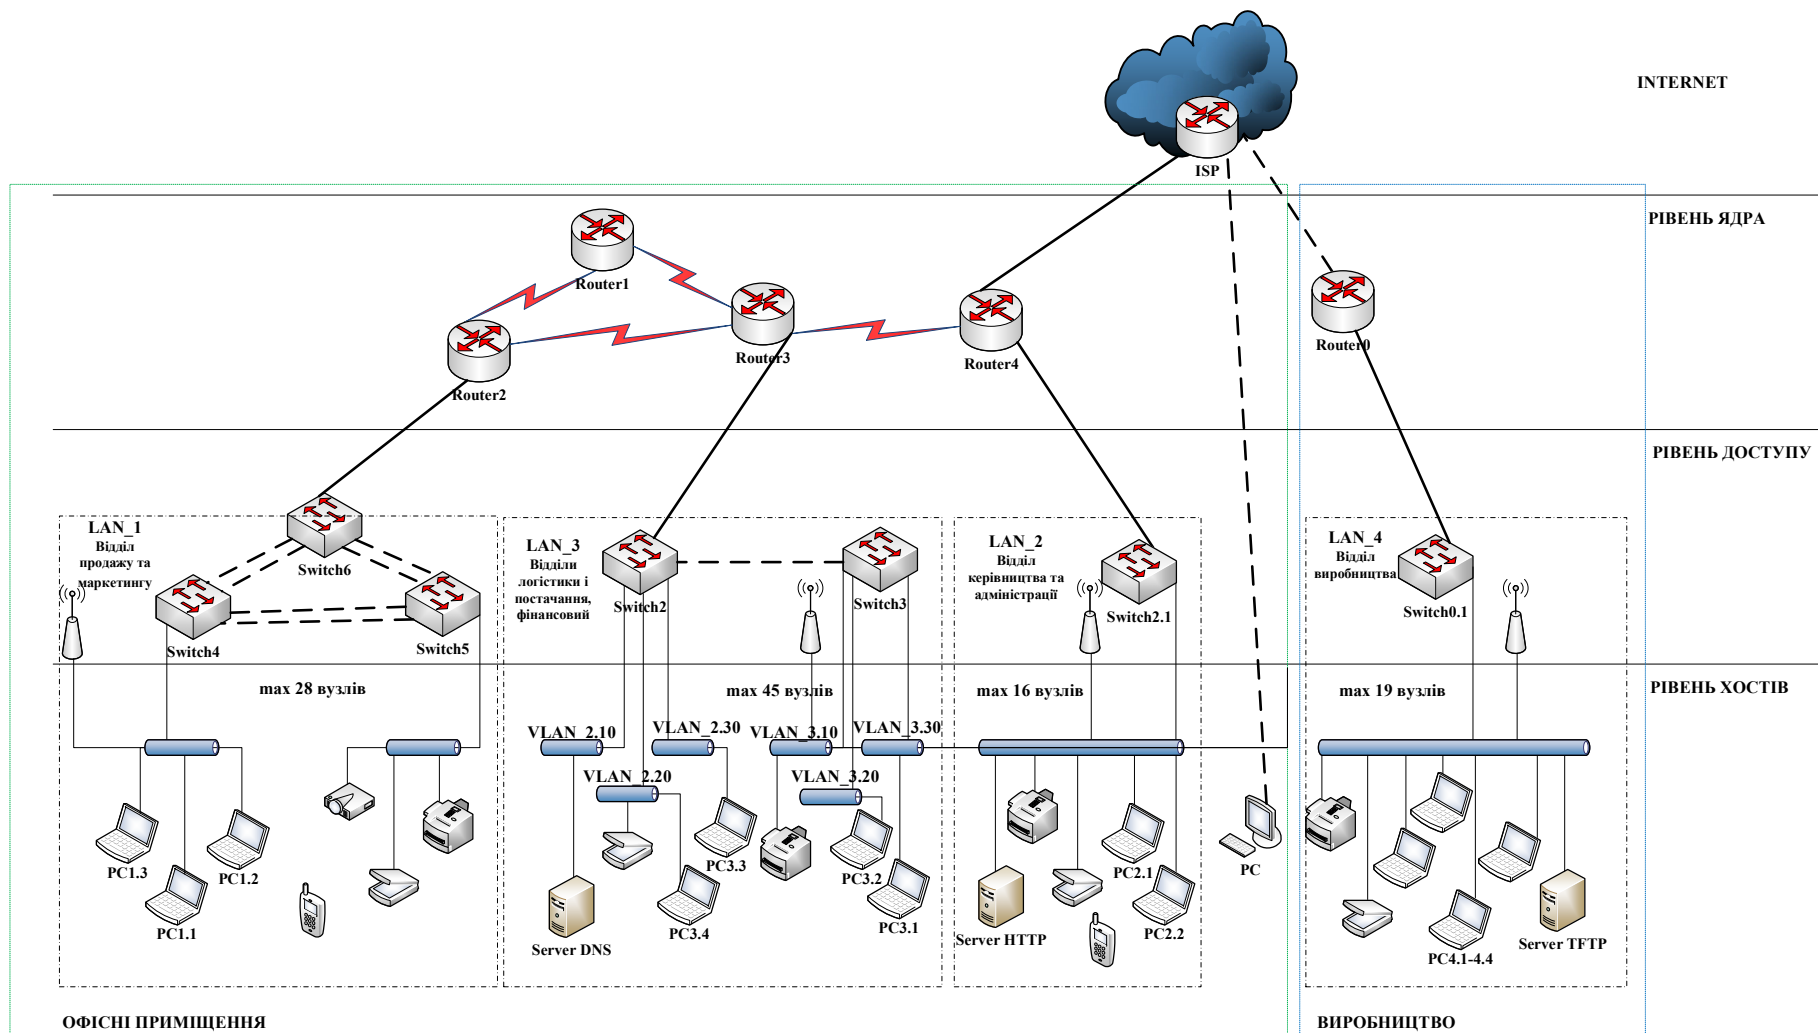 INTERNET
ISP
РІВЕНЬ ЯДРА
Router1
Router2
Router3
Router4
Router0
РІВЕНЬ ДОСТУПУ
LAN_1
Відділ
продажу та
маркетингу
Switch6
Switch4
Switch5
LAN_3
Відділи
логістики і
постачання,
фінансовий
Switch2
Switch3
LAN_2
Відділ
керівництва та
адміністрації
Switch2.1
LAN_4
Відділ
виробництва
Switch0.1
РІВЕНЬ ХОСТІВ
max 28 вузлів
max 45 вузлів
max 16 вузлів
max 19 вузлів
VLAN_2.10
VLAN_2.30
VLAN_3.10
VLAN_3.30
VLAN_2.20
VLAN_3.20
PC1.3
PC1.2
PC1.1
PC3.3
PC3.2
PC3.4
PC3.1
Server DNS
PC2.1
PC2.2
Server HTTP
PC
PC4.1-4.4
Server TFTP
ОФІСНІ ПРИМІЩЕННЯ
ВИРОБНИЦТВО